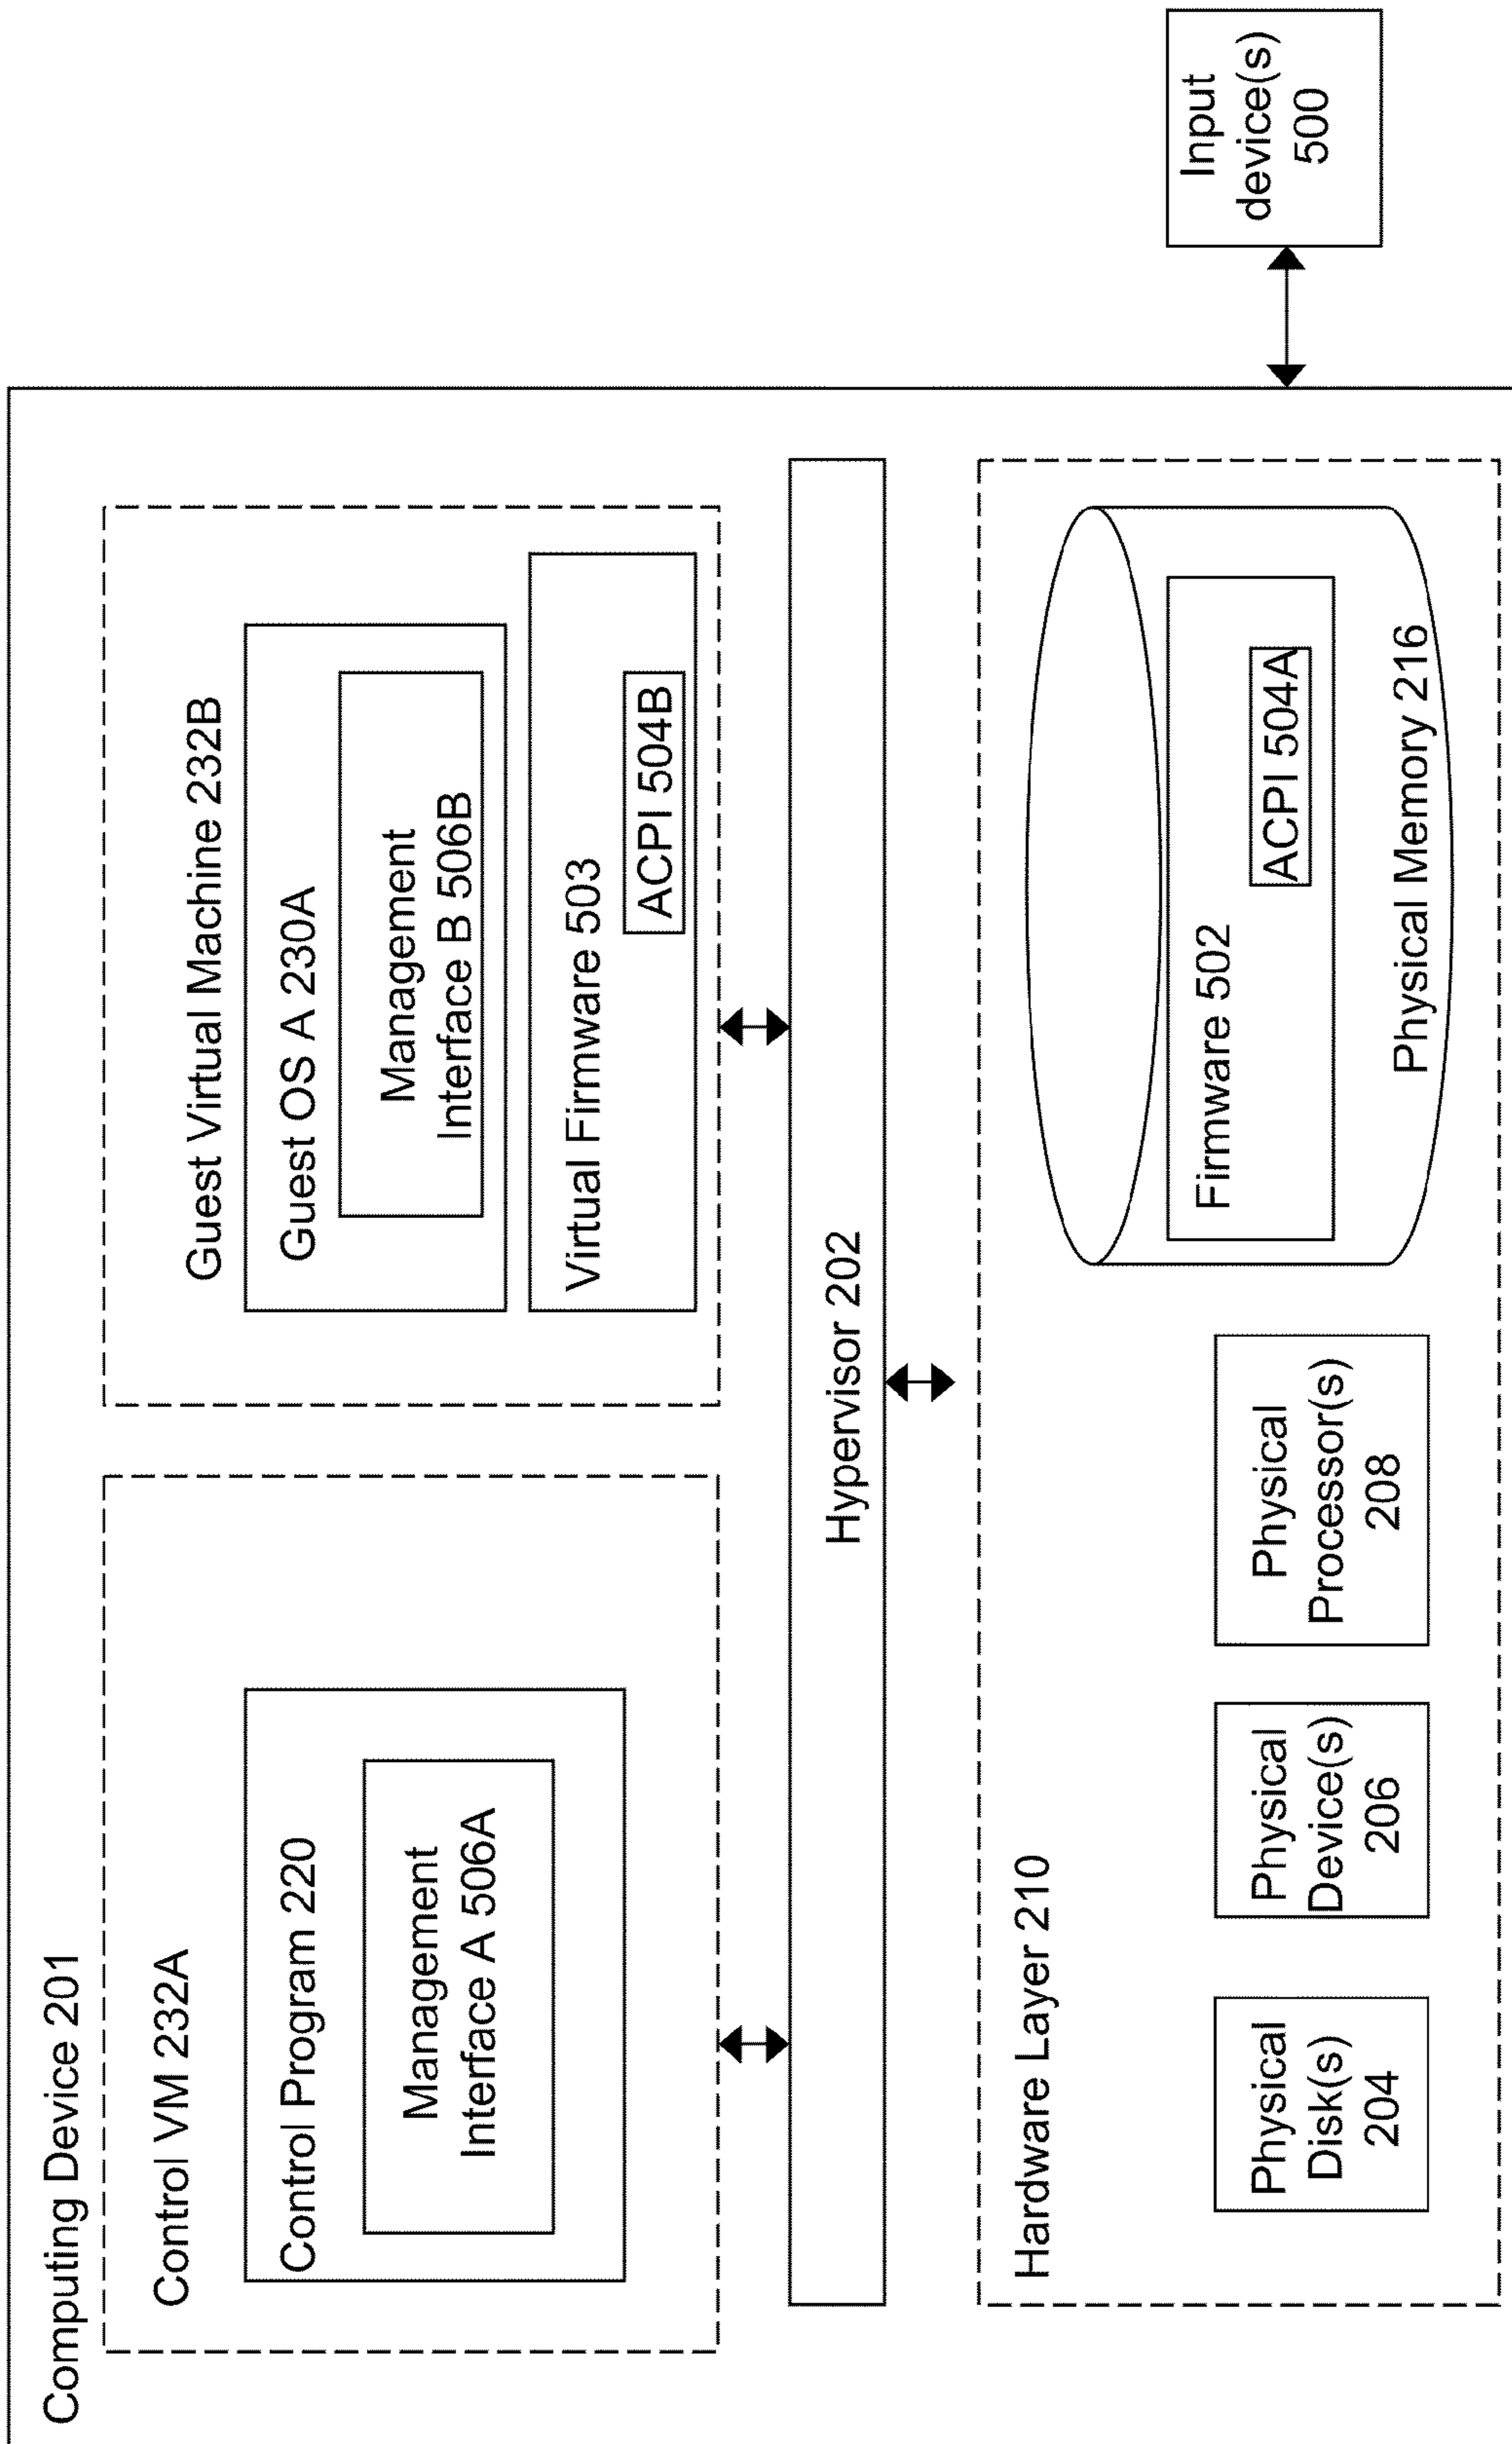 Computing Device 201
Control VM 232A
Control Program 220
Management
Interface A 506A
Guest Virtual Machine 232B
Guest OS A 230A
Management
Interface B 506B
Virtual Firmware 503
ACPI 504B
Hypervisor 202
Hardware Layer 210
Physical
Disk(s)
204
Physical
Device(s)
206
Physical
Processor(s)
208
Firmware 502
ACPI 504A
Physical Memory 216
Input
device(s)
500